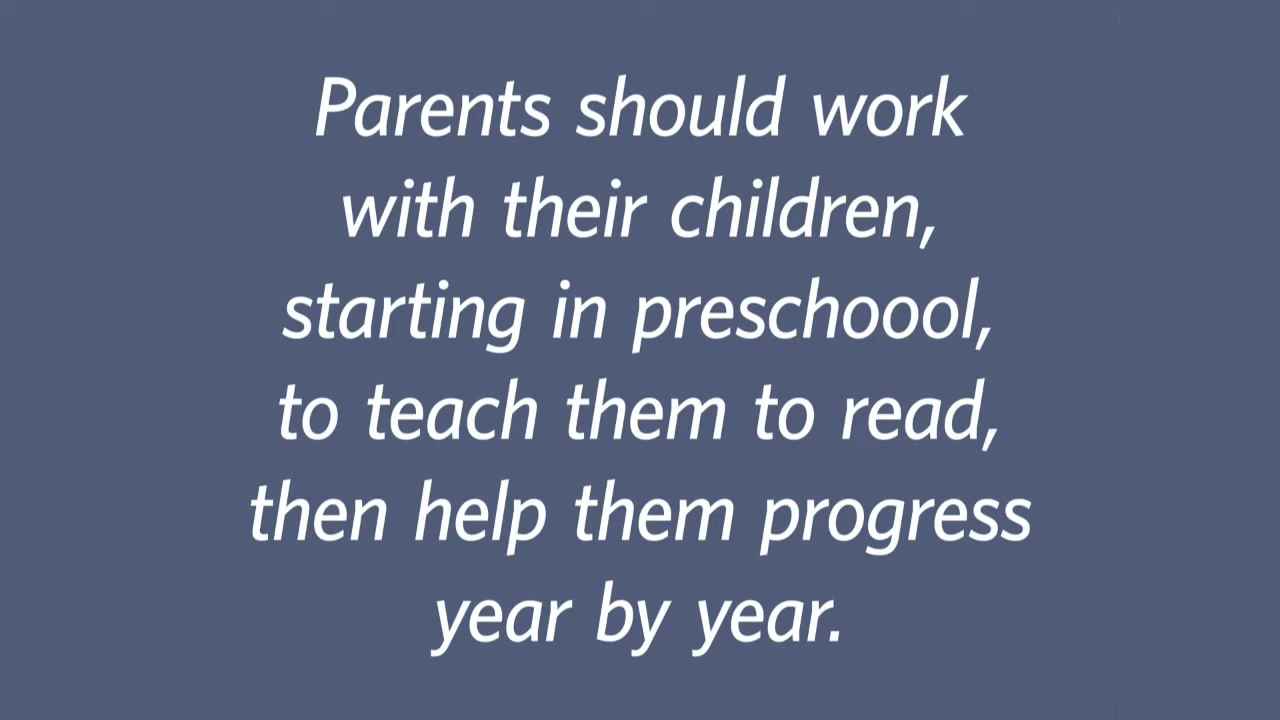 Parents should work
with their children,
starting in preschoool,
to teach them to read,
then help them progress
year by year.